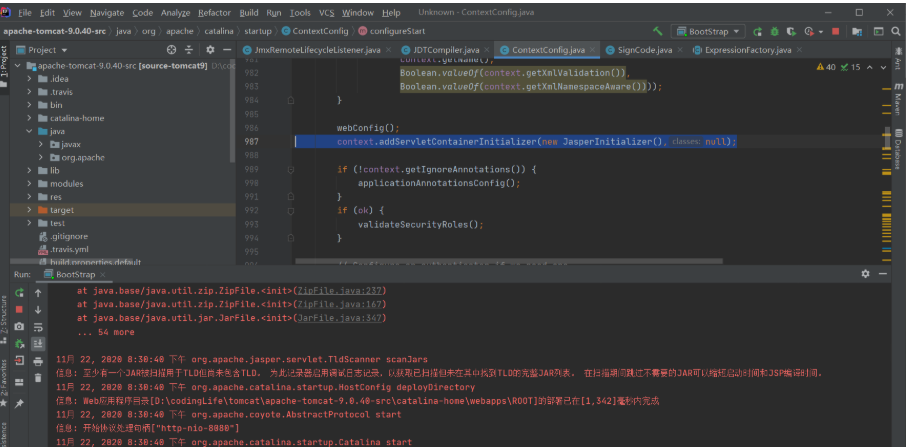 File Edit View Navigate Code Analyze Refactor Build Run Tools VCS Window Help Unknown - ContextConfig.java
apache-tomcat-9.0.40-src java org apache catalina startup ContextConfig configureStart BootStrap
Project JmxRemoteLifecycleListener.java JDTCompiler.java ContextConfig.java SignCode.java ExpressionFactory.java
1: Project
Ant
Maven
Database
apache-tomcat-9.0.40-src [source-tomcat9]
.idea
.travis
bin
catalina-home
java
javax
org.apache
lib
modules
res
target
test
.gitignore
.travis.yml
build.properties.default
40 15
981 context.getName(),
982 Boolean.valueOf(context.getXmlValidation()),
983 Boolean.valueOf(context.getXmlNamespaceAware())));
984 }
985
986 webConfig();
987 context.addServletContainerInitializer(new JasperInitializer(), classes: null);
988
989 if (!context.getIgnoreAnnotations()) {
990 applicationAnnotationsConfig();
991 }
992 if (ok) {
993 validateSecurityRoles();
994 }
995
Run: BootStrap
Z: Structure
2: Favorites
at java.base/java.util.zip.ZipFile.<init>(ZipFile.java:237)
at java.base/java.util.zip.ZipFile.<init>(ZipFile.java:167)
at java.base/java.util.jar.JarFile.<init>(JarFile.java:347)
... 54 more
11月 22, 2020 8:30:40 下午 org.apache.jasper.servlet.TldScanner scanJars
信息: 至少有一个JAR被扫描用于TLD但尚未包含TLD。 为此记录器启用调试日志记录，以获取已扫描但未在其中找到TLD的完整JAR列表。 在扫描期间跳过不需要的JAR可以缩短启动时间和JSP编译时间。
11月 22, 2020 8:30:40 下午 org.apache.catalina.startup.HostConfig deployDirectory
信息: Web应用程序目录[D:\codingLife\tomcat\apache-tomcat-9.0.40-src\catalina-home\webapps\ROOT]的部署已在[1,342]毫秒内完成
11月 22, 2020 8:30:40 下午 org.apache.coyote.AbstractProtocol start
信息: 开始协议处理句柄["http-nio-8080"]
11月 22, 2020 8:30:40 下午 org.apache.catalina.startup.Catalina start